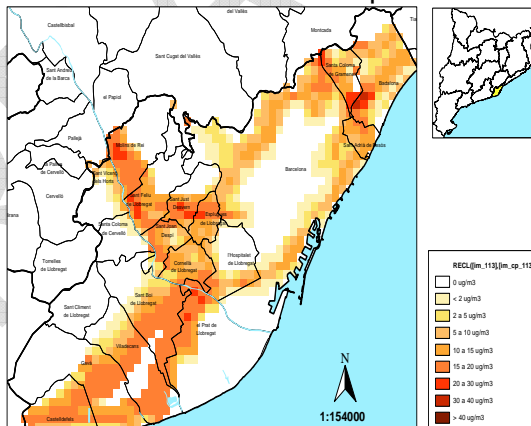 Castellbisbal
del Vallès
Montcada
Tia
Sant Cugat del Vallès
Sant Andreu
de la Barca
Santa Coloma
de Gramenet
Badalona
el Papiol
Pallejà
Molins de Rei
Sant Adrià de Besòs
la Palma
de Cervelló
Sant Vicenç
dels Horts
Barcelona
Cervelló
Sant Feliu
de Llobregat
Sant Just
Desvern
Esplugues
de Llobregat
Santa Coloma
de Cervelló
Sant Joan
Despí
Torrelles
de Llobregat
Cornellà
de Llobregat
l'Hospitalet
de Llobregat
Sant Climent
de Llobregat
Sant Boi
de Llobregat
el Prat de
Llobregat
Viladecans
Gavà
Castelldefels
N
1:154000
RECL([im_113],[im_cp_113
0 ug/m3
< 2 ug/m3
2 a 5 ug/m3
5 a 10 ug/m3
10 a 15 ug/m3
15 a 20 ug/m3
20 a 30 ug/m3
30 a 40 ug/m3
> 40 ug/m3